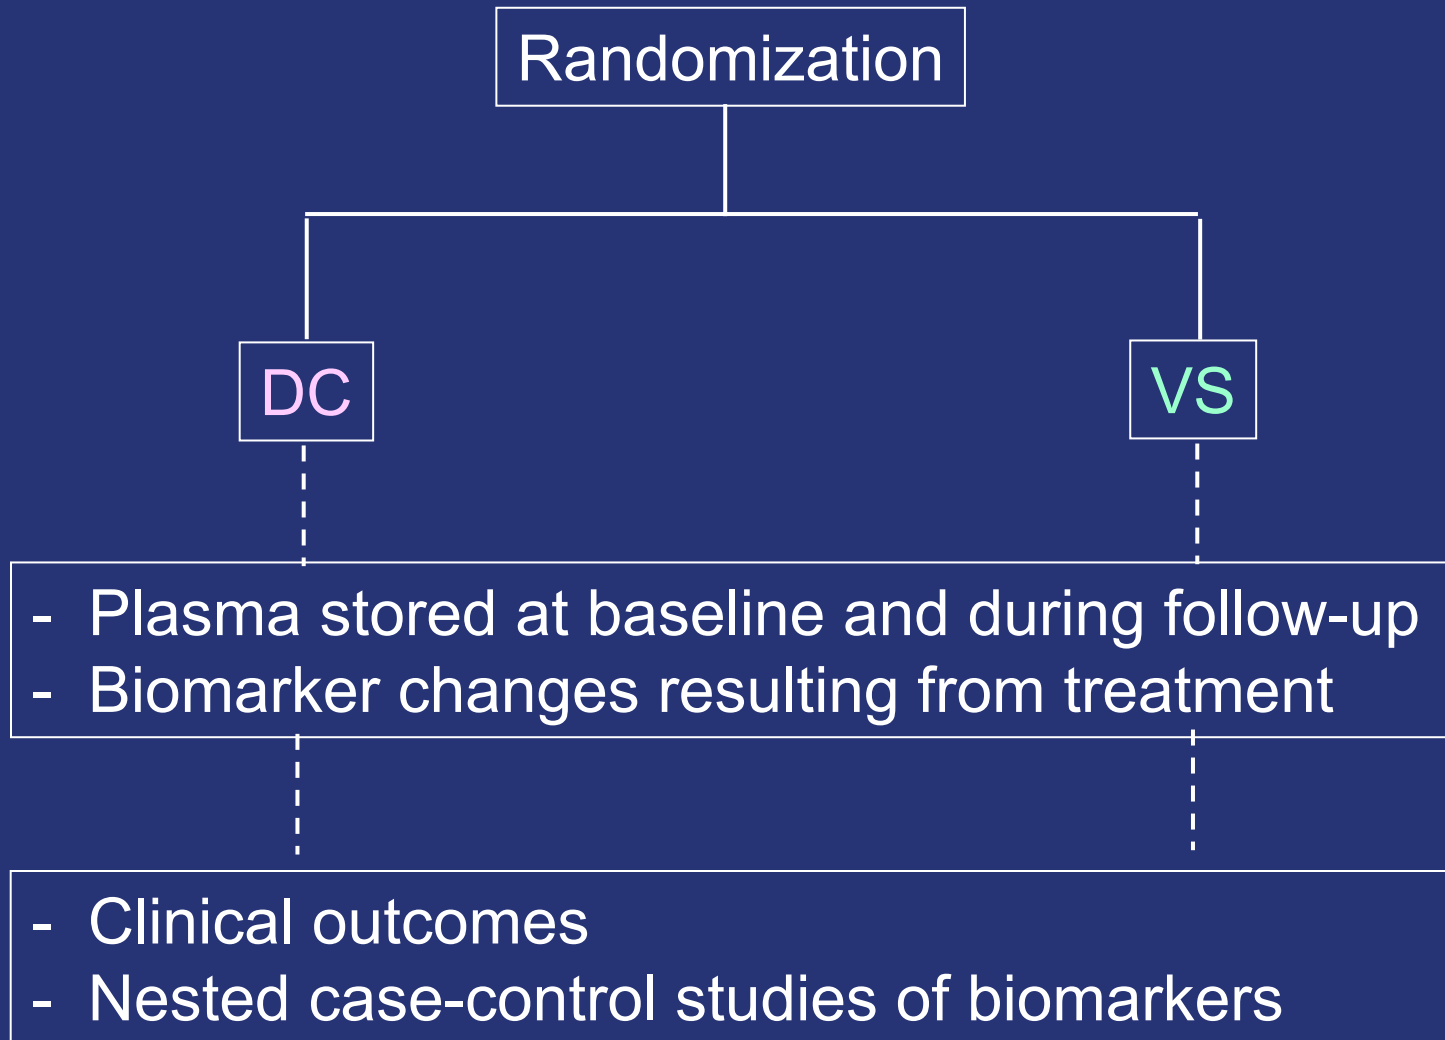 Randomization
DC
VS
- Plasma stored at baseline and during follow-up
- Biomarker changes resulting from treatment
- Clinical outcomes
- Nested case-control studies of biomarkers